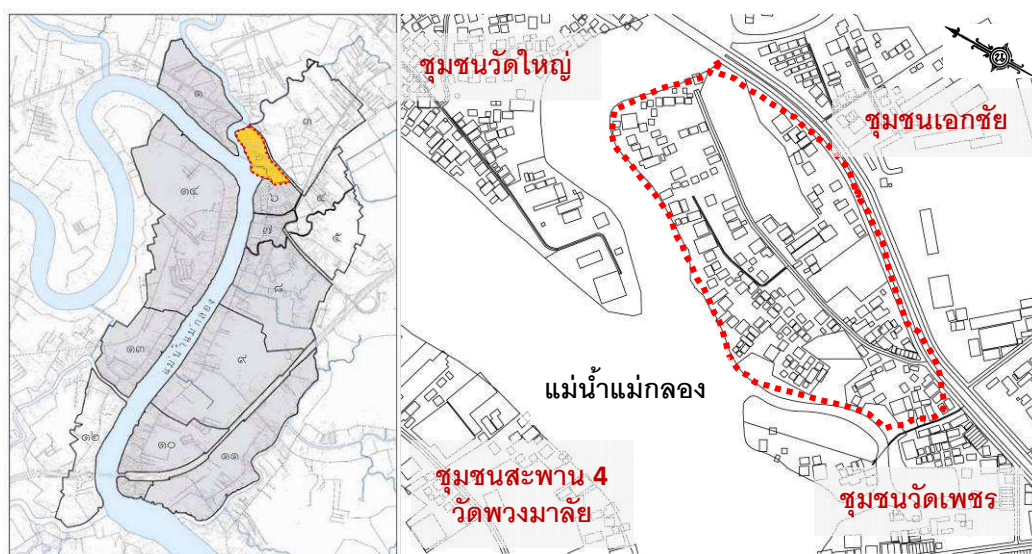 ชุมชนวัดใหญ่
น
ชุมชนเอกชัย
แม่น้ำแม่กลอง
ชุมชนสะพาน 4
วัดพวงมาลัย
ชุมชนวัดเพชร
๑
๓
๒
๗
๕
๔
๑๔
๘
แม่น้ำแม่กลอง
๑๓
๙
๑๒
๑๐
๑๑